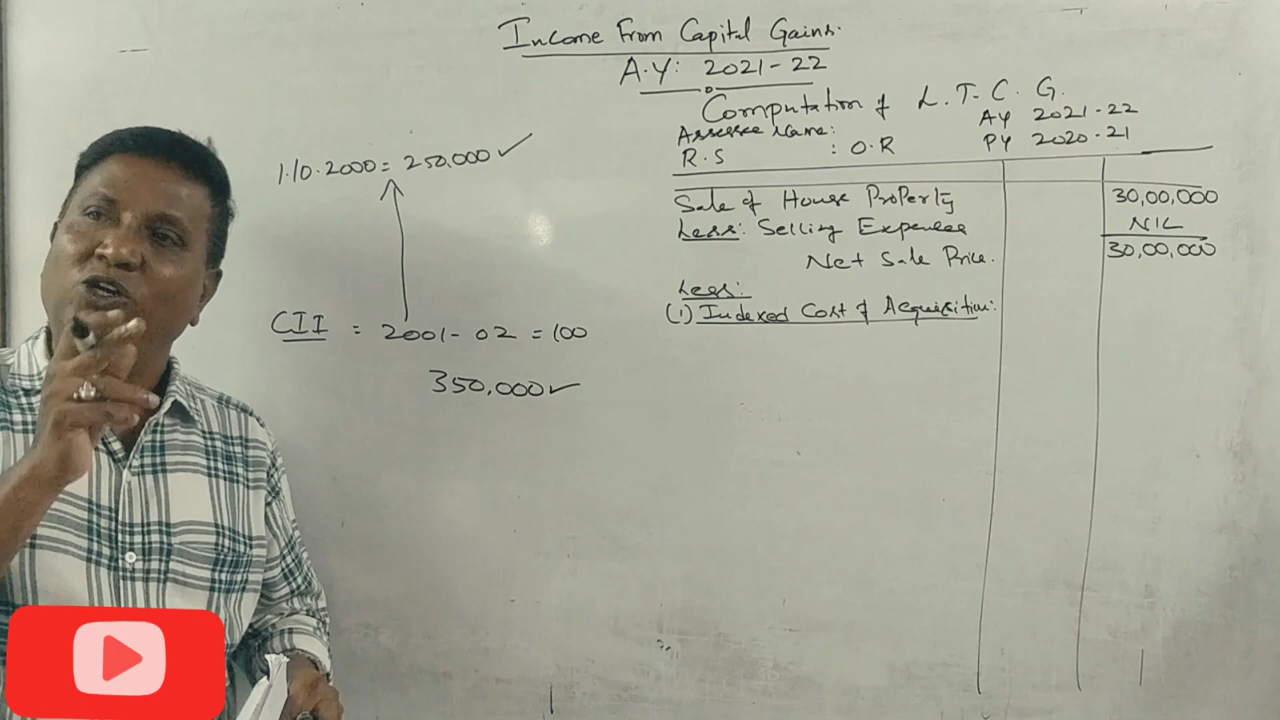 Income From Capital Gains.
A.Y: 2021-22
Computation of L.T.C.G.
Assessee Name: AY 2021-22
R.S : O.R PY 2020-21
1.10.2000 = 250,000 ✓
CII = 2001-02 = 100
350,000 ✓
Sale of House Property 30,00,000
Less: Selling Expenses NIL
Net Sale Price. 30,00,000
Less:
(1) Indexed Cost of Acquisition: